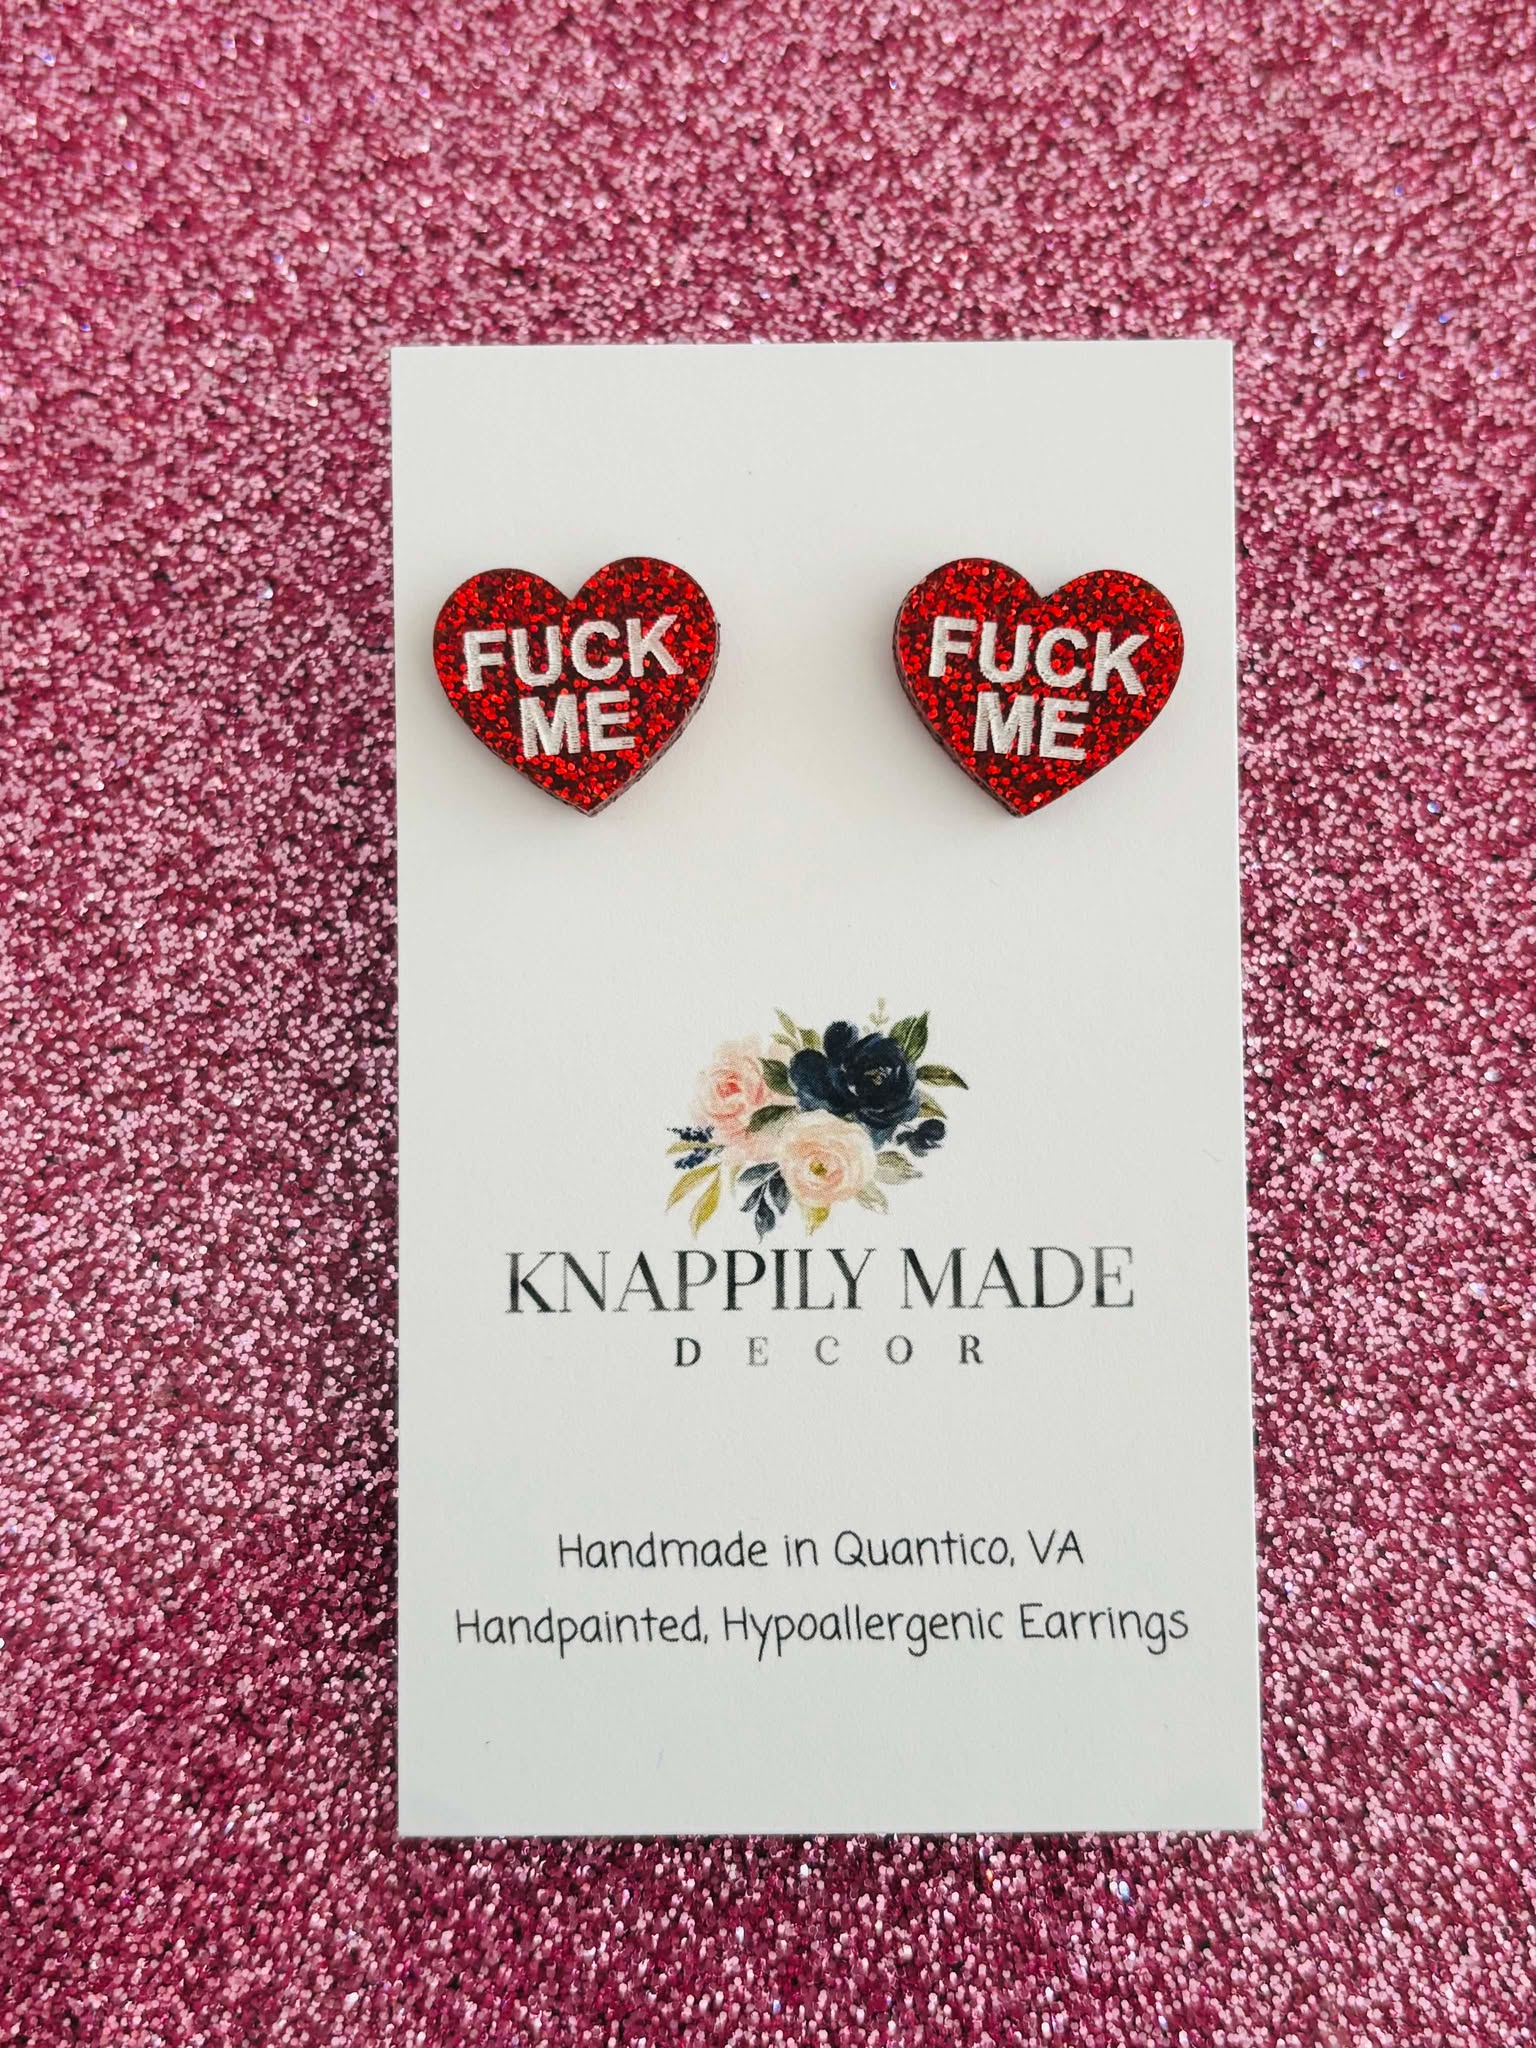 FUCK
ME
FUCK
ME
KNAPPILY MADE
DECOR
Handmade in Quantico, VA
Handpainted, Hypoallergenic Earrings